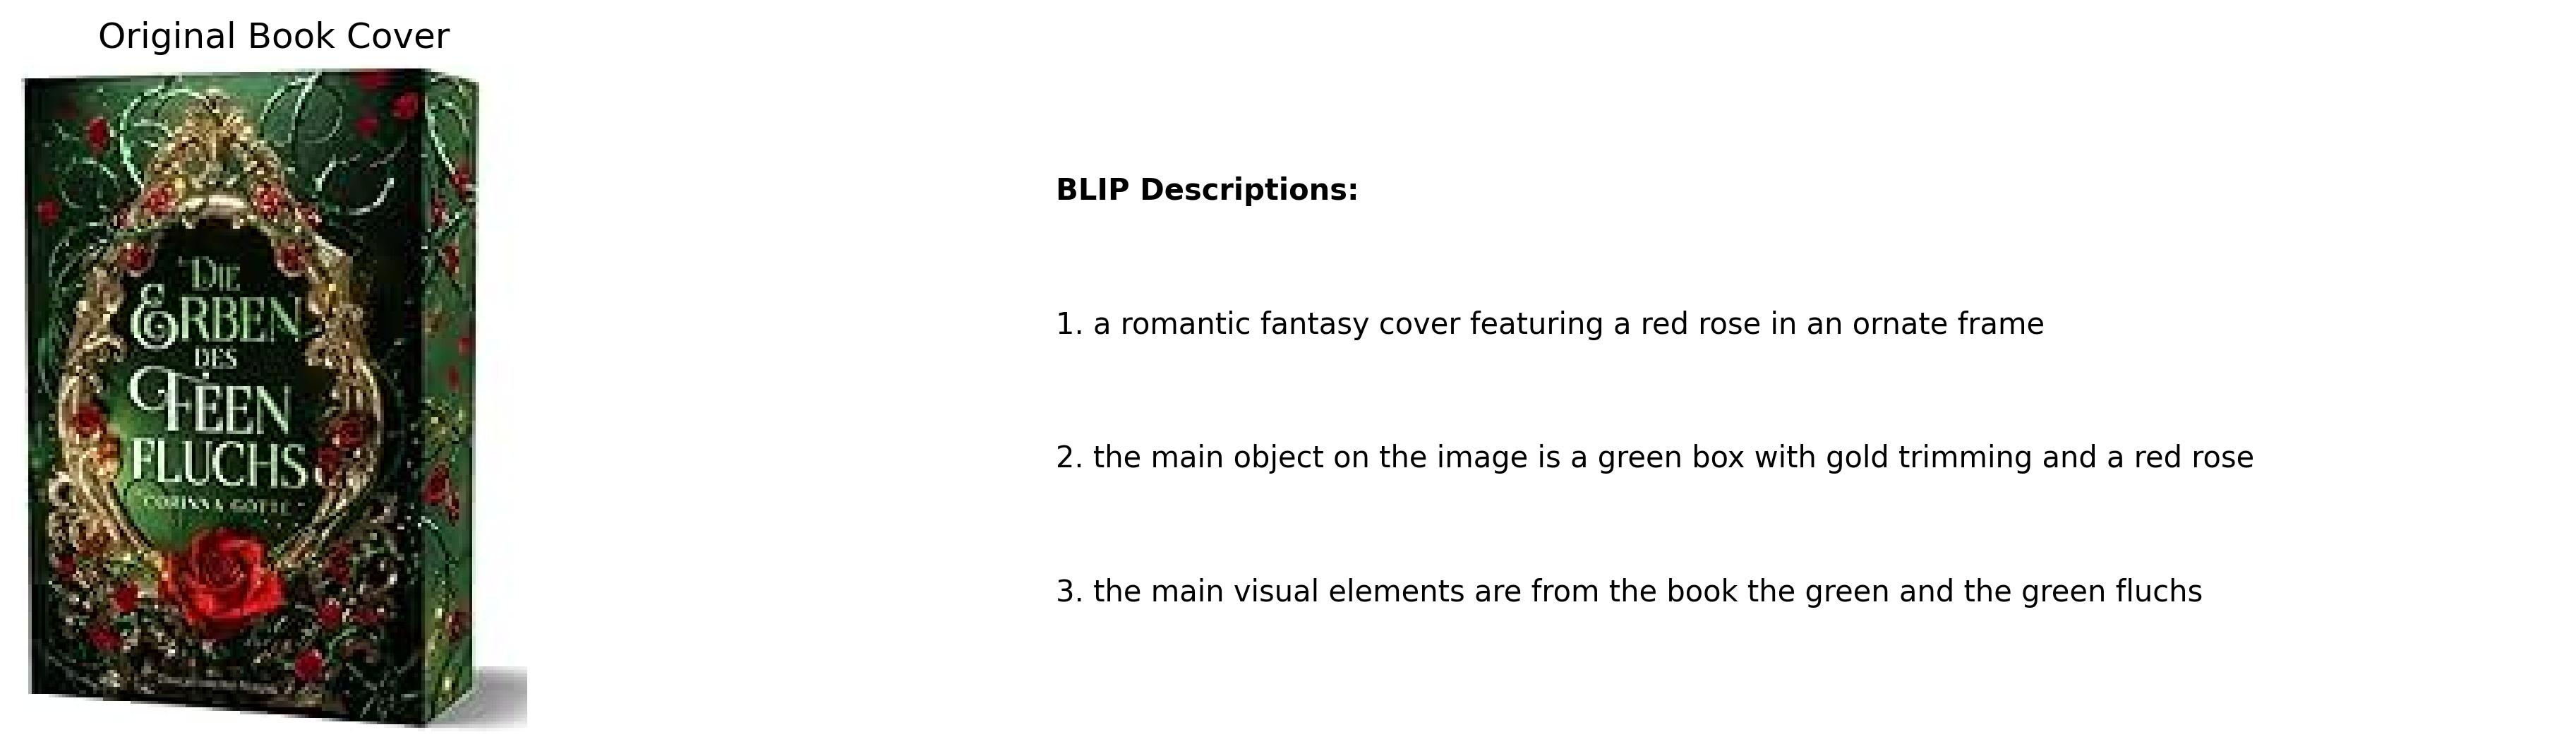 Original Book Cover
DIE
ERBEN
DES
FEEN
FLUCHS
CORINNA GÖTTE
BLIP Descriptions:
1. a romantic fantasy cover featuring a red rose in an ornate frame
2. the main object on the image is a green box with gold trimming and a red rose
3. the main visual elements are from the book the green and the green fluchs